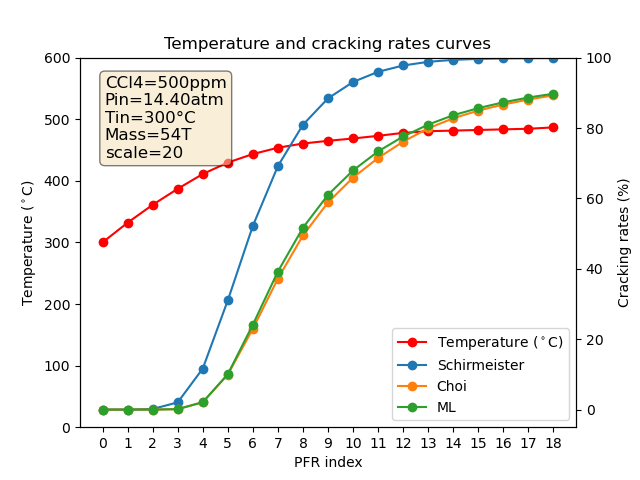 Temperature and cracking rates curves
CCl4=500ppm
Pin=14.40atm
Tin=300°C
Mass=54T
scale=20
Temperature (°C)
600
500
400
300
200
100
0
100
80
60
40
20
0
Cracking rates (%)
Temperature (°C)
Schirmeister
Choi
ML
0 1 2 3 4 5 6 7 8 9 10 11 12 13 14 15 16 17 18
PFR index